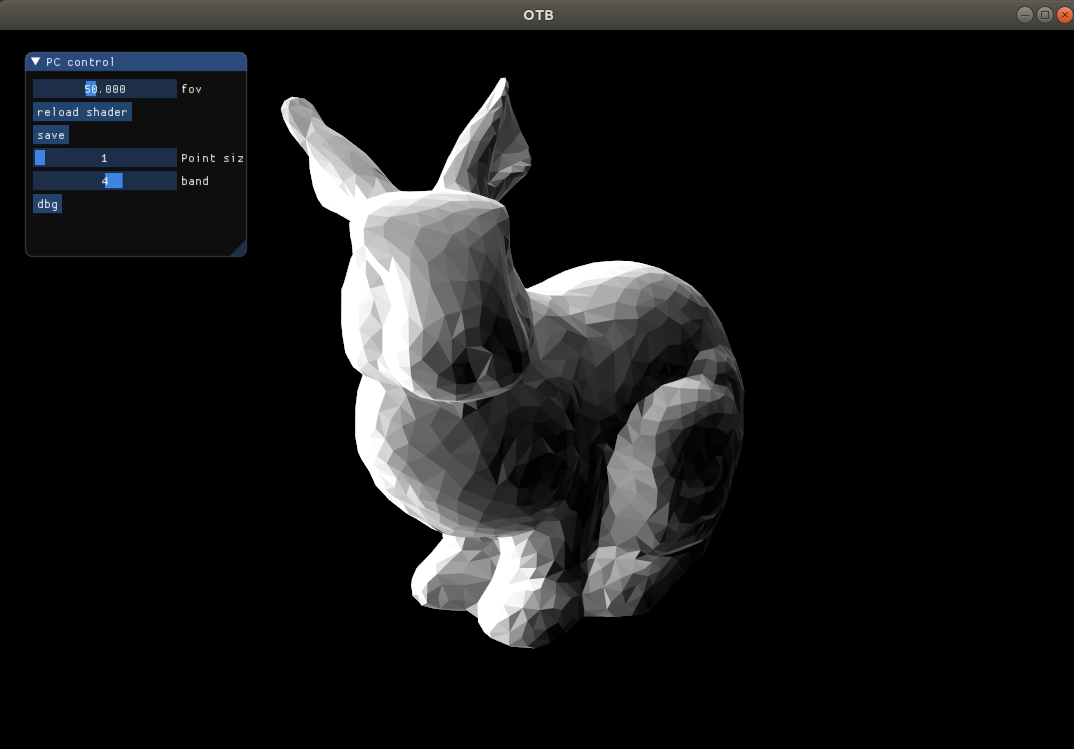 OTB
PC control
50.000 fov
reload shader
save
1 Point siz
4 band
dbg